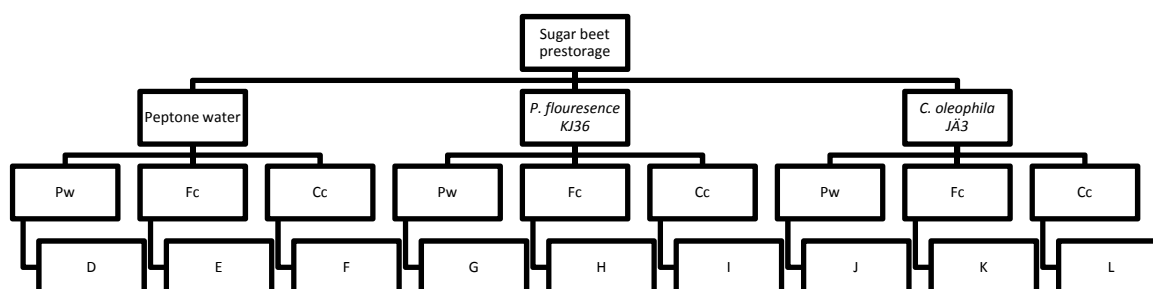 Sugar beet
prestorage
Peptone water
P. flouresence
KJ36
C. oleophila
JÄ3
Pw
Fc
Cc
Pw
Fc
Cc
Pw
Fc
Cc
D
E
F
G
H
I
J
K
L